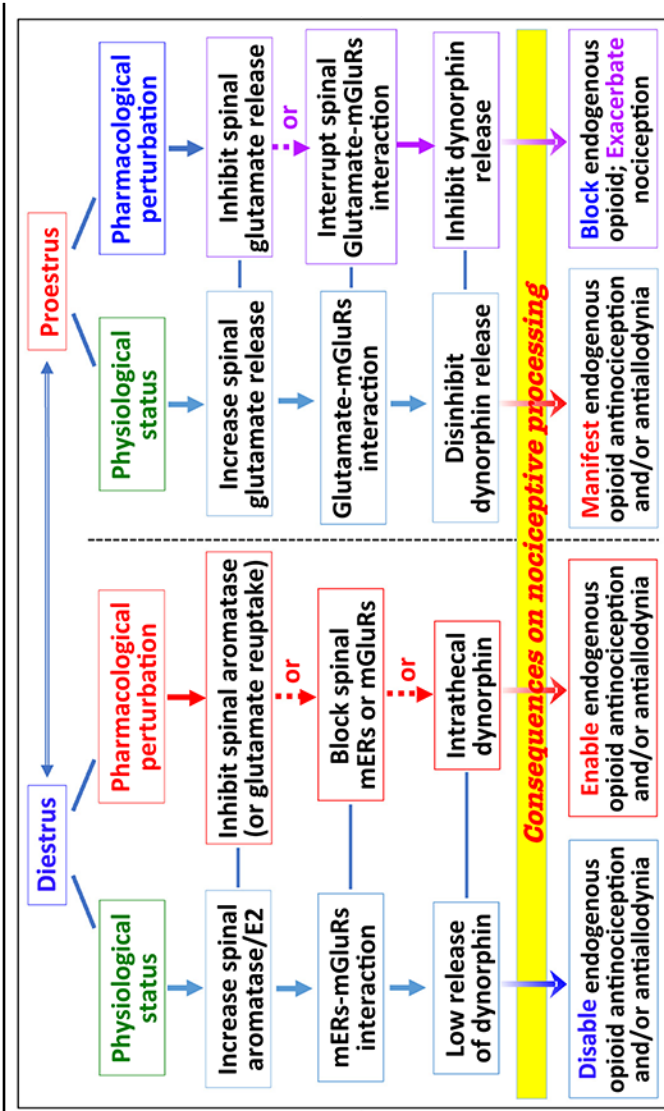 Diestrus
Proestrus
Physiological
status
Pharmacological
perturbation
Physiological
status
Pharmacological
perturbation
Increase spinal
aromatase/E2
Inhibit spinal aromatase
(or glutamate reuptake)
Increase spinal
glutamate release
Inhibit spinal
glutamate release
or
or
mERs-mGluRs
interaction
Block spinal
mERs or mGluRs
Glutamate-mGluRs
interaction
Interrupt spinal
Glutamate-mGluRs
interaction
or
Low release
of dynorphin
Intrathecal
dynorphin
Disinhibit
dynorphin release
Inhibit dynorphin
release
Consequences on nociceptive processing
Disable endogenous
opioid antinociception
and/or antiallodynia
Enable endogenous
opioid antinociception
and/or antiallodynia
Manifest endogenous
opioid antinociception
and/or antiallodynia
Block endogenous
opioid; Exacerbate
nociception